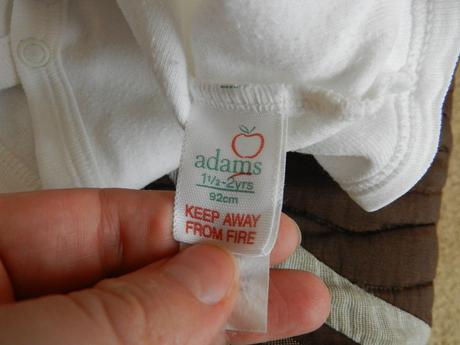 adams
1½-2yrs
92cm
KEEP AWAY
FROM FIRE